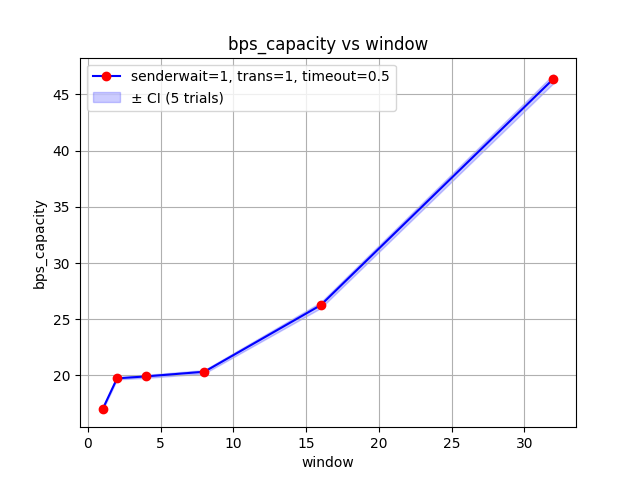 bps_capacity vs window
senderwait=1, trans=1, timeout=0.5
± CI (5 trials)
bps_capacity
45
40
35
30
25
20
0 5 10 15 20 25 30
window